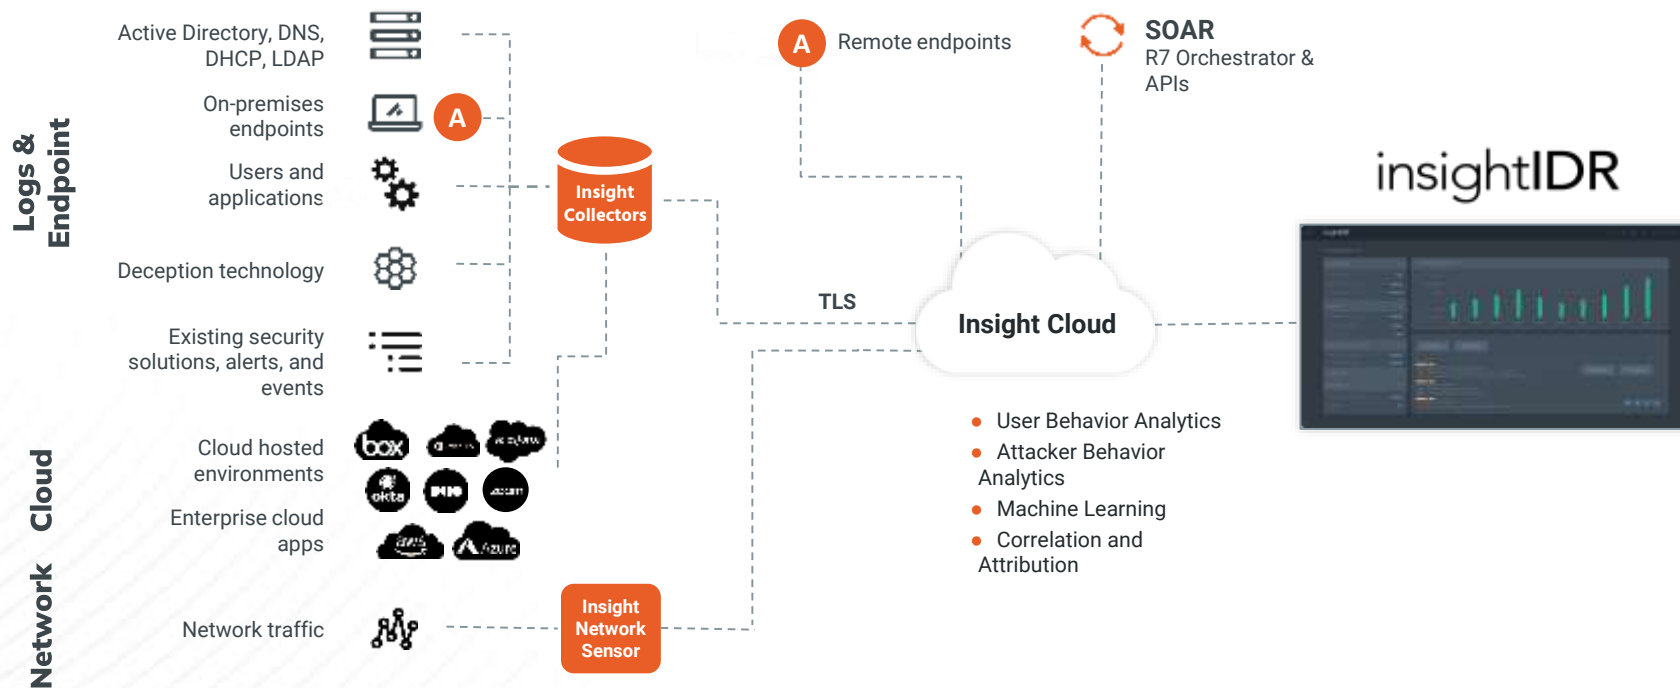 Logs &
Endpoint
Active Directory, DNS,
DHCP, LDAP
On-premises
endpoints
A
Users and
applications
Deception technology
Existing security
solutions, alerts, and
events
Insight
Collectors
Cloud
Cloud hosted
environments
box
okta
zoom
Enterprise cloud
apps
aws
Azure
Network
Network traffic
Insight
Network
Sensor
A
Remote endpoints
SOAR
R7 Orchestrator &
APIs
TLS
Insight Cloud
User Behavior Analytics
Attacker Behavior
Analytics
Machine Learning
Correlation and
Attribution
insightIDR